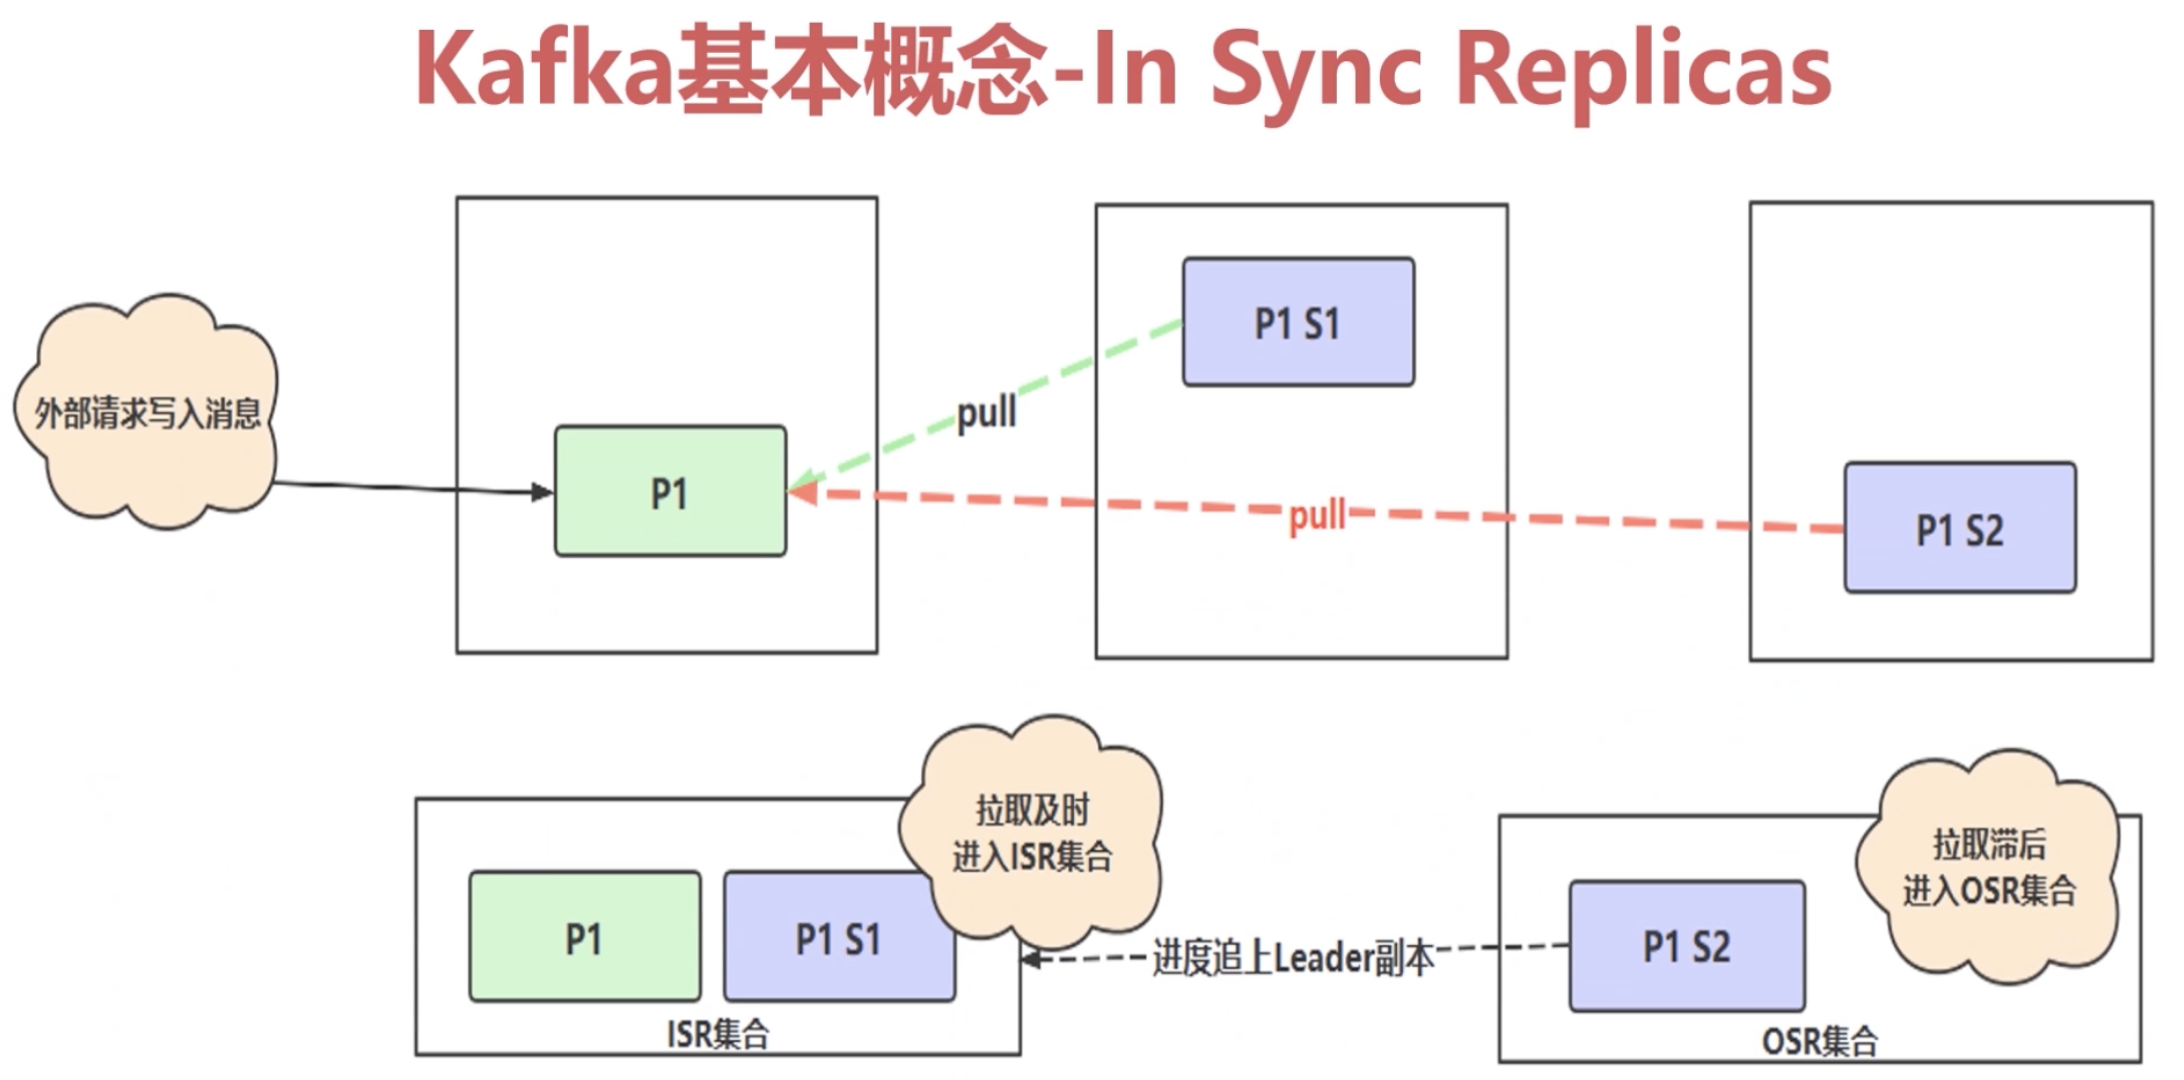 Kafka基本概念-In Sync Replicas
P1 S1
外部请求写入消息
pull
P1
pull
P1 S2
拉取及时
进入ISR集合
拉取滞后
进入OSR集合
P1
P1 S1
进度追上Leader副本
P1 S2
ISR集合
OSR集合